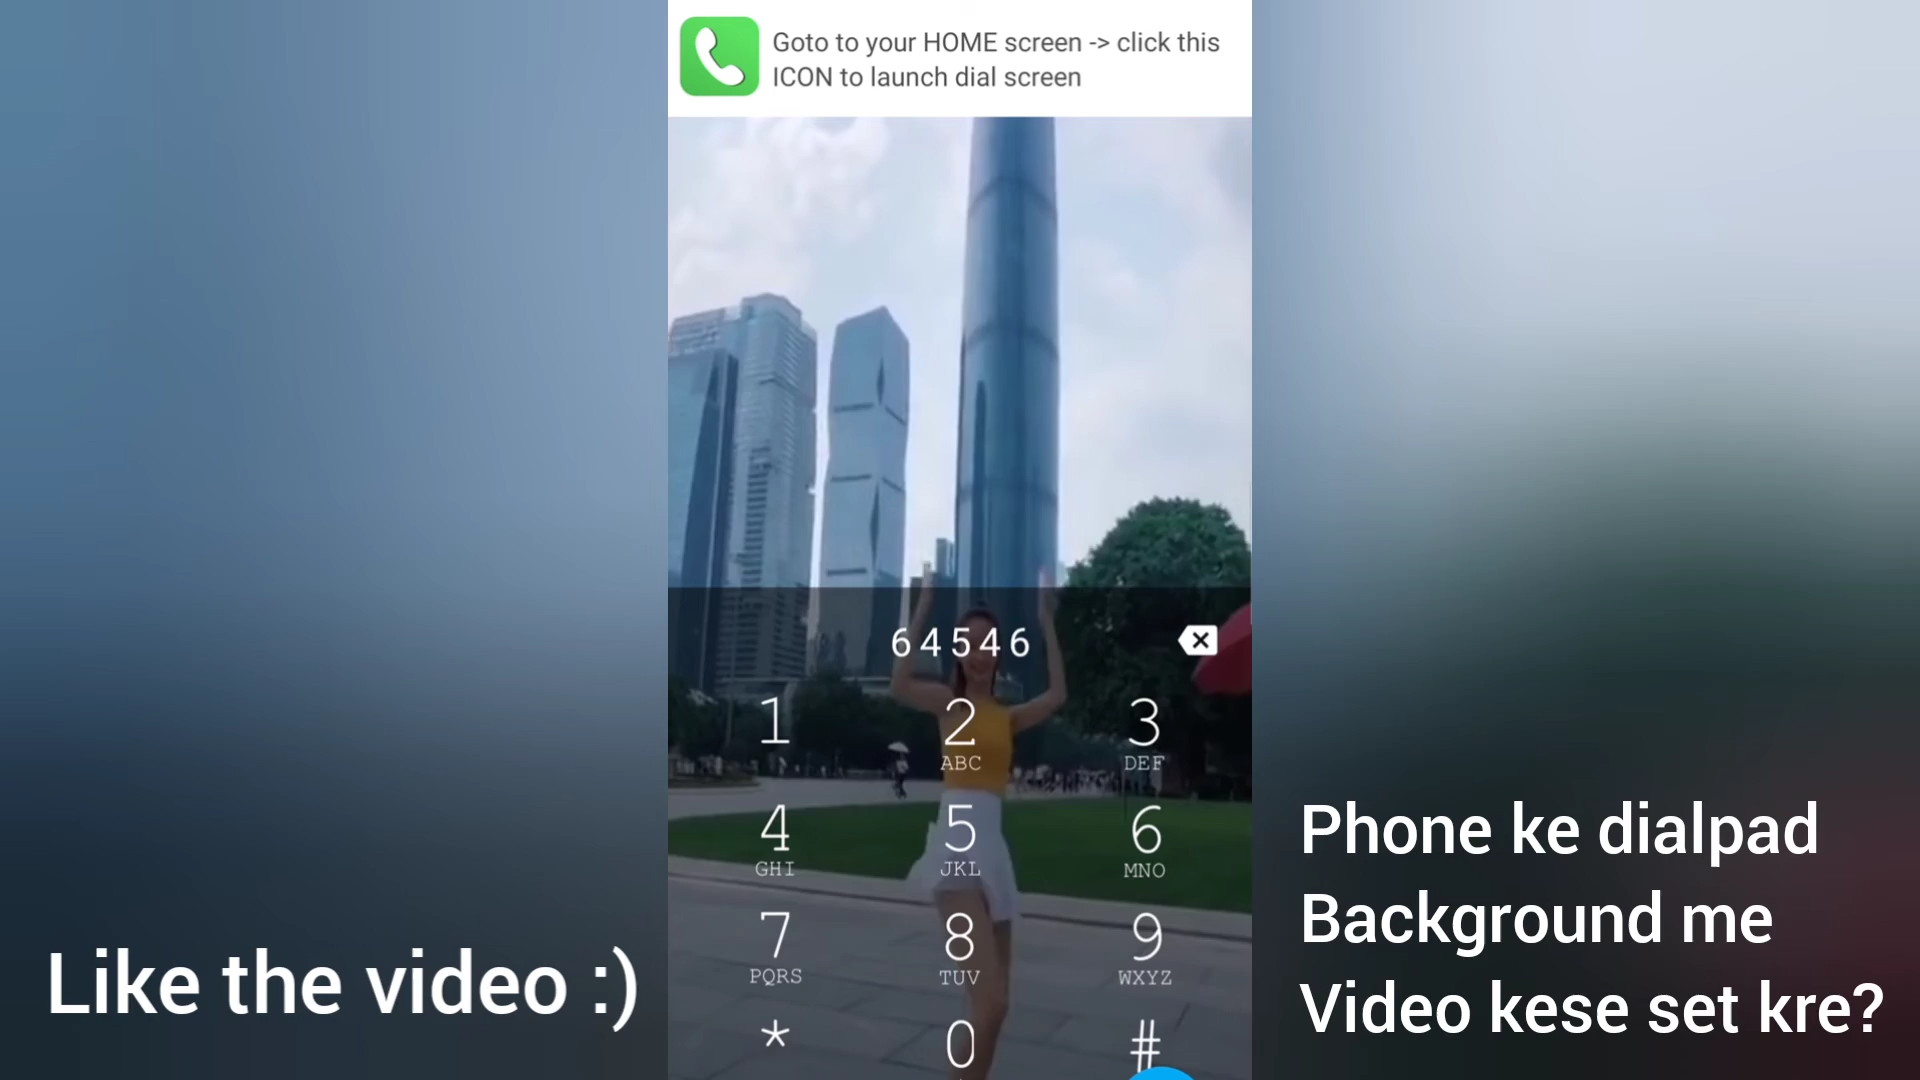 Goto to your HOME screen -> click this
ICON to launch dial screen
64546
1
2
3
ABC
DEF
4
5
6
GHI
JKL
MNO
7
8
9
PQRS
TUV
WXYZ
*
0
#
Like the video :)
Phone ke dialpad
Background me
Video kese set kre?